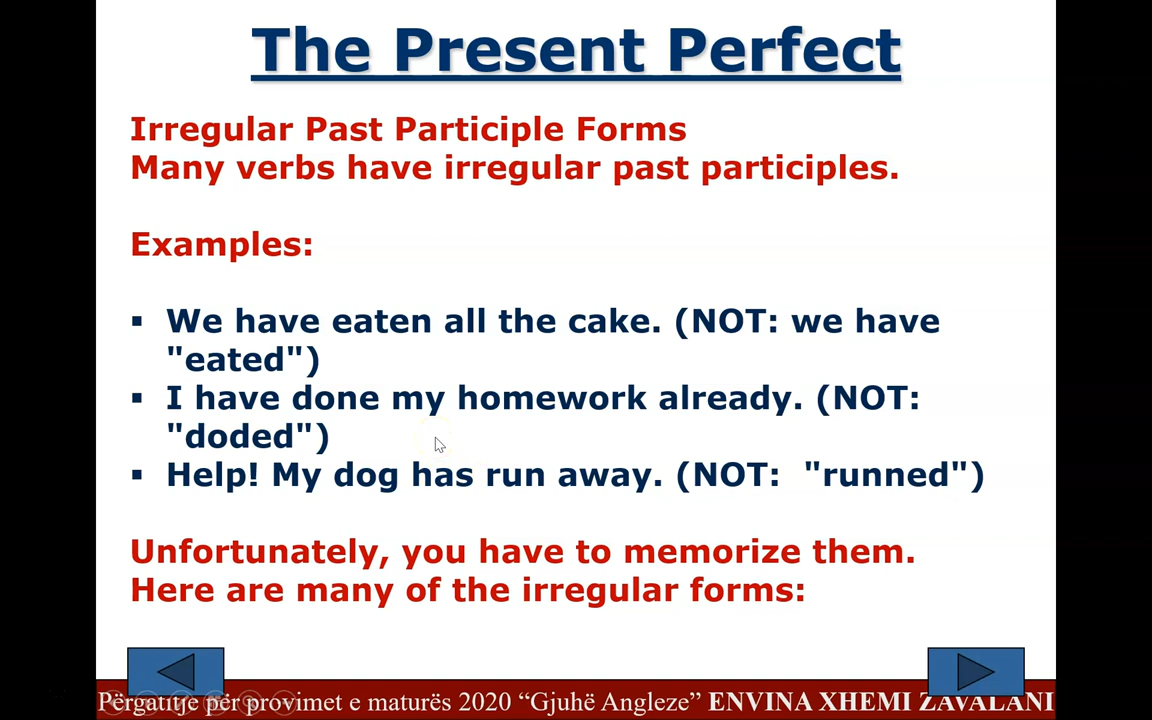 The Present Perfect
Irregular Past Participle Forms
Many verbs have irregular past participles.
Examples:
▪ We have eaten all the cake. (NOT: we have
"eated")
▪ I have done my homework already. (NOT:
"doded")
▪ Help! My dog has run away. (NOT:  "runned")
Unfortunately, you have to memorize them.
Here are many of the irregular forms:
Përgatitje për provimet e maturës 2020 “Gjuhë Angleze” ENVINA XHEMI ZAVALANI